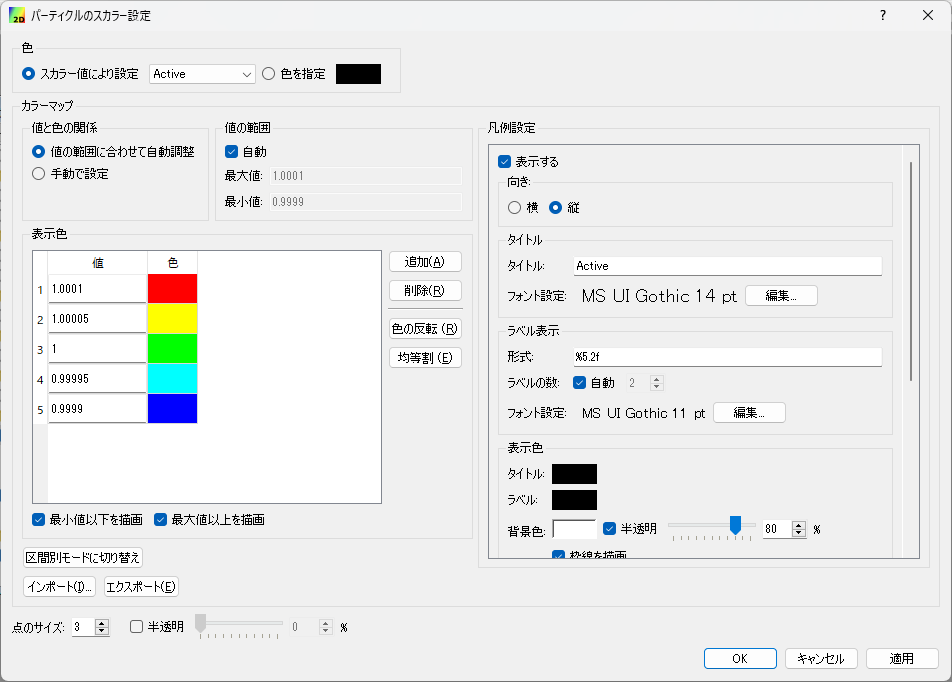 2D パーティクルのスカラー設定 ?
色
スカラー値により設定 Active 色を指定
カラーマップ
値と色の関係
値の範囲に合わせて自動調整
手動で設定
値の範囲
自動
最大値: 1.0001
最小値: 0.9999
表示色
値 色
1 1.0001
2 1.00005
3 1
4 0.99995
5 0.9999
追加(A)
削除(R)
色の反転 (R)
均等割 (E)
最小値以下を描画 最大値以上を描画
区間別モードに切り替え
インポート(I)... エクスポート(E)
凡例設定
表示する
向き:
横 縦
タイトル
タイトル: Active
フォント設定: MS UI Gothic 14 pt 編集...
ラベル表示
形式: %5.2f
ラベルの数: 自動 2
フォント設定: MS UI Gothic 11 pt 編集...
表示色
タイトル:
ラベル:
背景色: 半透明 80 %
枠線を描画
点のサイズ: 3 半透明 0 %
OK キャンセル 適用